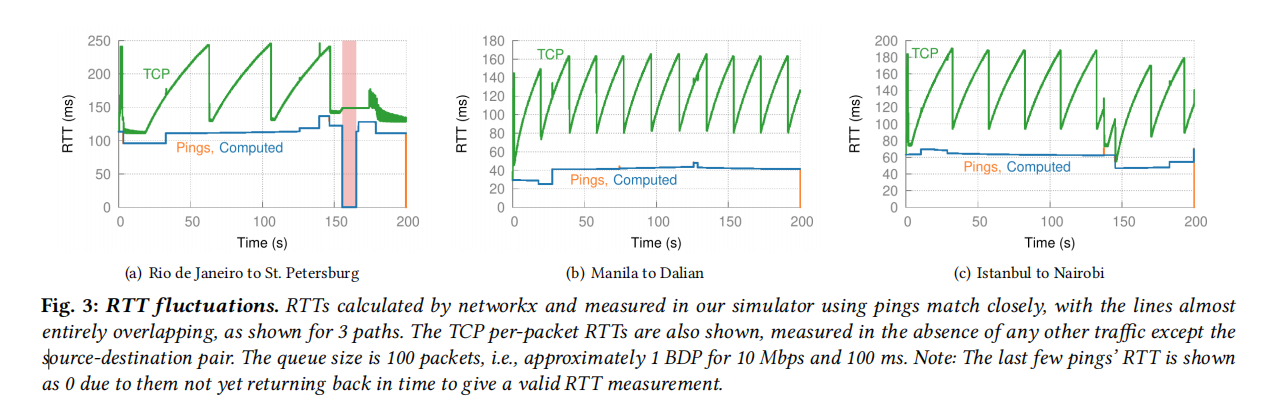 250
200
150
100
50
0
RTT (ms)
TCP
Pings, Computed
0 50 100 150 200
Time (s)
(a) Rio de Janeiro to St. Petersburg
180
160
140
120
100
80
60
40
20
0
RTT (ms)
TCP
Pings, Computed
0 50 100 150 200
Time (s)
(b) Manila to Dalian
200
180
160
140
120
100
80
60
40
20
0
RTT (ms)
TCP
Pings, Computed
0 50 100 150 200
Time (s)
(c) Istanbul to Nairobi
Fig. 3: RTT fluctuations. RTTs calculated by networkx and measured in our simulator using pings match closely, with the lines almost
entirely overlapping, as shown for 3 paths. The TCP per-packet RTTs are also shown, measured in the absence of any other traffic except the
source-destination pair. The queue size is 100 packets, i.e., approximately 1 BDP for 10 Mbps and 100 ms. Note: The last few pings’ RTT is shown
as 0 due to them not yet returning back in time to give a valid RTT measurement.